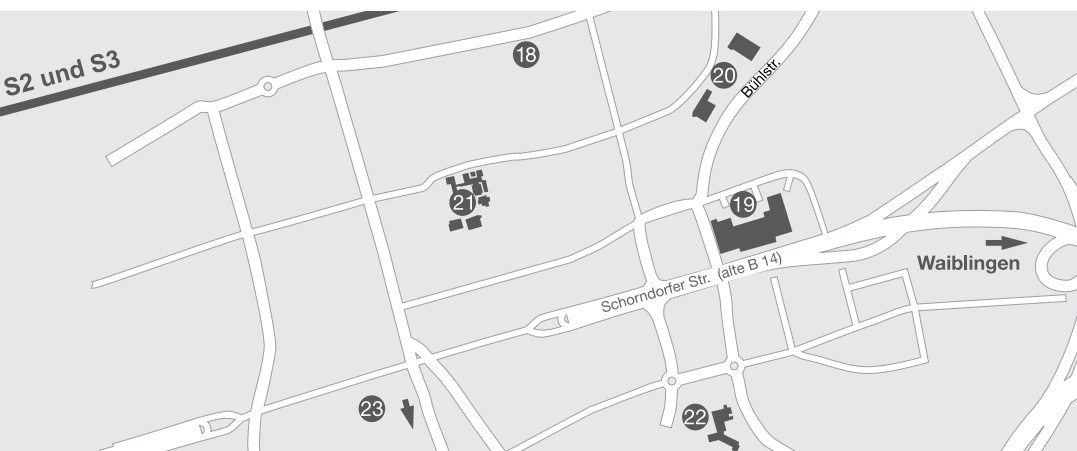 S2 und S3
18
20
Bühlstr.
21
19
Waiblingen
Schorndorfer Str. (alte B 14)
23
22